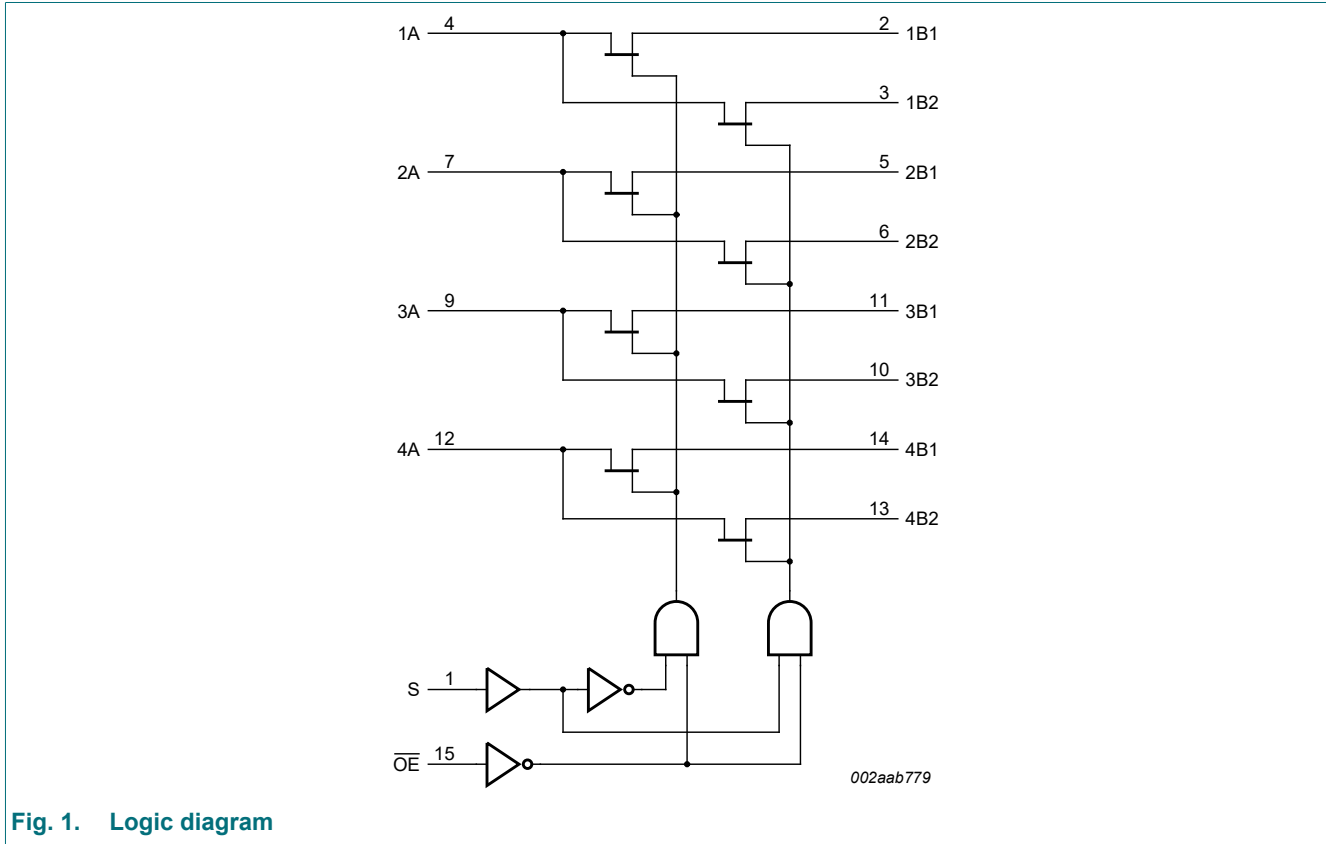 1A 4 2 1B1
3 1B2
2A 7 5 2B1
6 2B2
3A 9 11 3B1
10 3B2
4A 12 14 4B1
13 4B2
S 1
O̅E̅ 15
002aab779
Fig. 1. Logic diagram